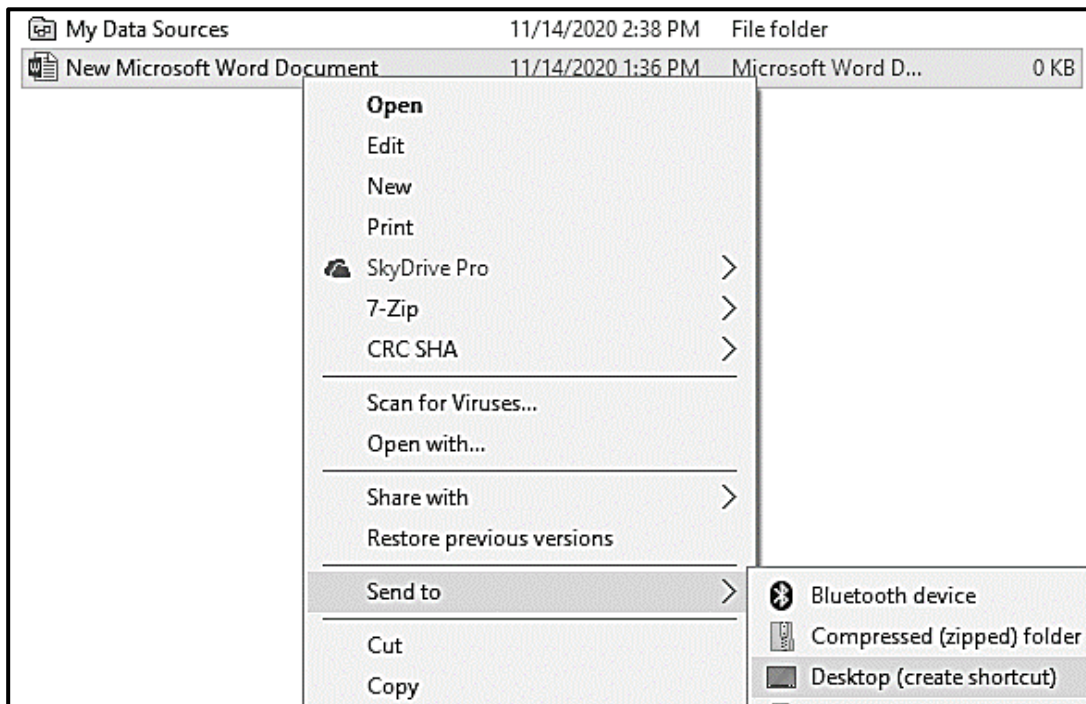 My Data Sources 11/14/2020 2:38 PM File folder
New Microsoft Word Document 11/14/2020 1:36 PM Microsoft Word D... 0 KB
Open
Edit
New
Print
SkyDrive Pro
7-Zip
CRC SHA
Scan for Viruses...
Open with...
Share with
Restore previous versions
Send to
Bluetooth device
Compressed (zipped) folder
Desktop (create shortcut)
Cut
Copy